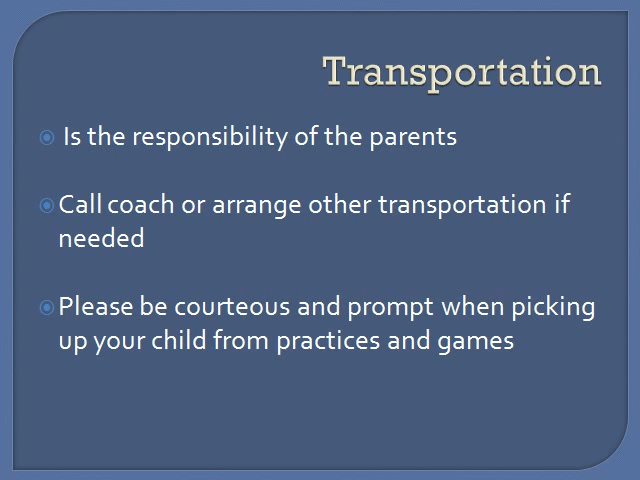 Transportation
Is the responsibility of the parents
Call coach or arrange other transportation if
needed
Please be courteous and prompt when picking
up your child from practices and games